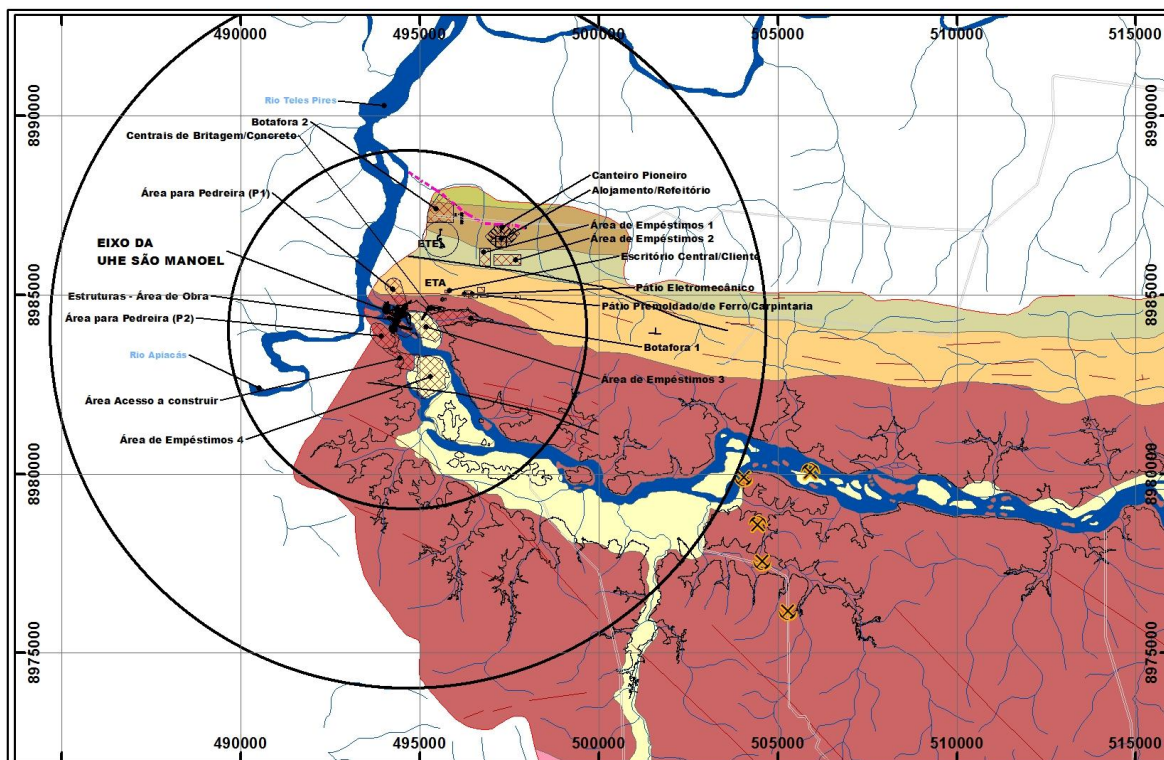 490000
495000
500000
505000
510000
515000
8990000
8990000
Rio Teles Pires
Botafora 2
Centrais de Britagem/Concreto
Área para Pedreira (P1)
EIXO DA
UHE SÃO MANOEL
Estruturas - Área de Obra
Área para Pedreira (P2)
Rio Apiacás
Área Acesso a construir
Área de Empéstimos 4
Canteiro Pioneiro
Alojamento/Refeitório
Área de Empéstimos 1
Área de Empéstimos 2
Escritório Central/Cliente
ETE
ETA
Pátio Eletromecânico
Pátio Premoldado/de Ferro/Carpintaria
Botafora 1
Área de Empéstimos 3
8985000
8985000
8980000
8980000
8975000
8975000
490000
495000
500000
505000
510000
515000